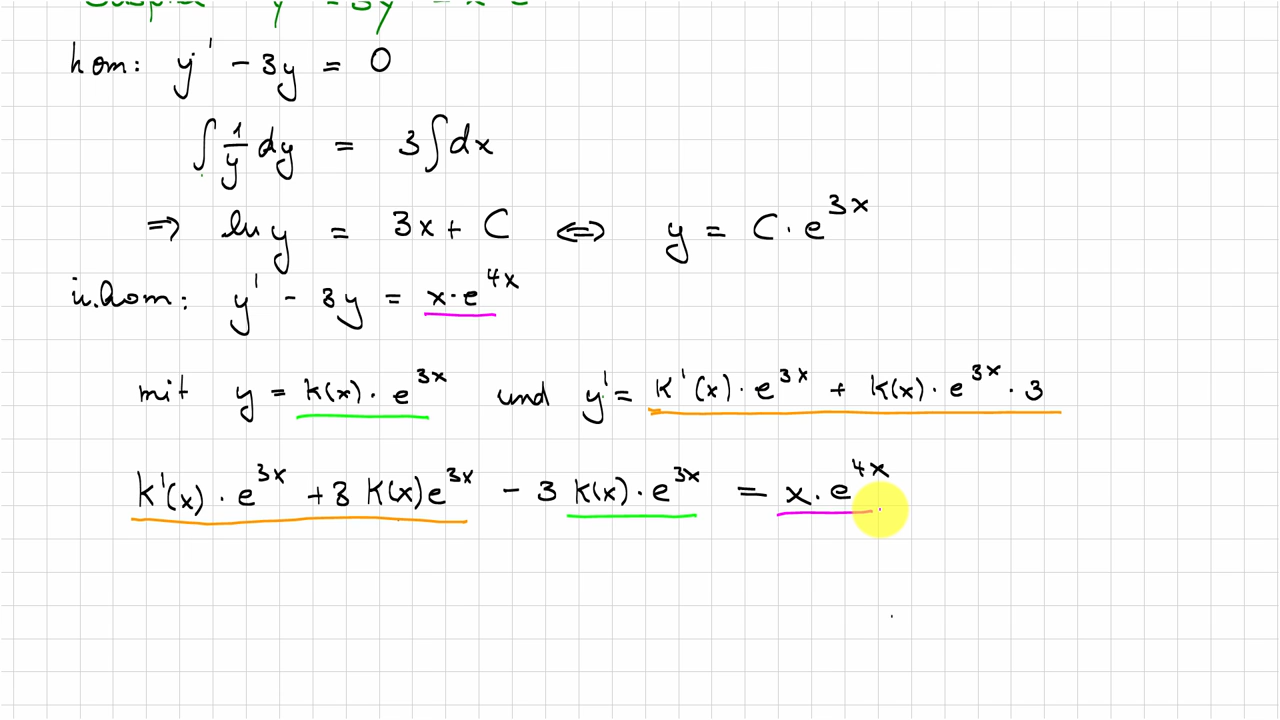 hom: y' - 3y = 0
∫ 1/y dy = 3 ∫ dx
⇒ ln y = 3x + C ⇔ y = C · e^{3x}
inhom: y' - 3y = x · e^{4x}
mit y = K(x) · e^{3x} und y' = K'(x) · e^{3x} + K(x) · e^{3x} · 3
K'(x) · e^{3x} + 3 K(x) e^{3x} - 3 K(x) · e^{3x} = x · e^{4x}